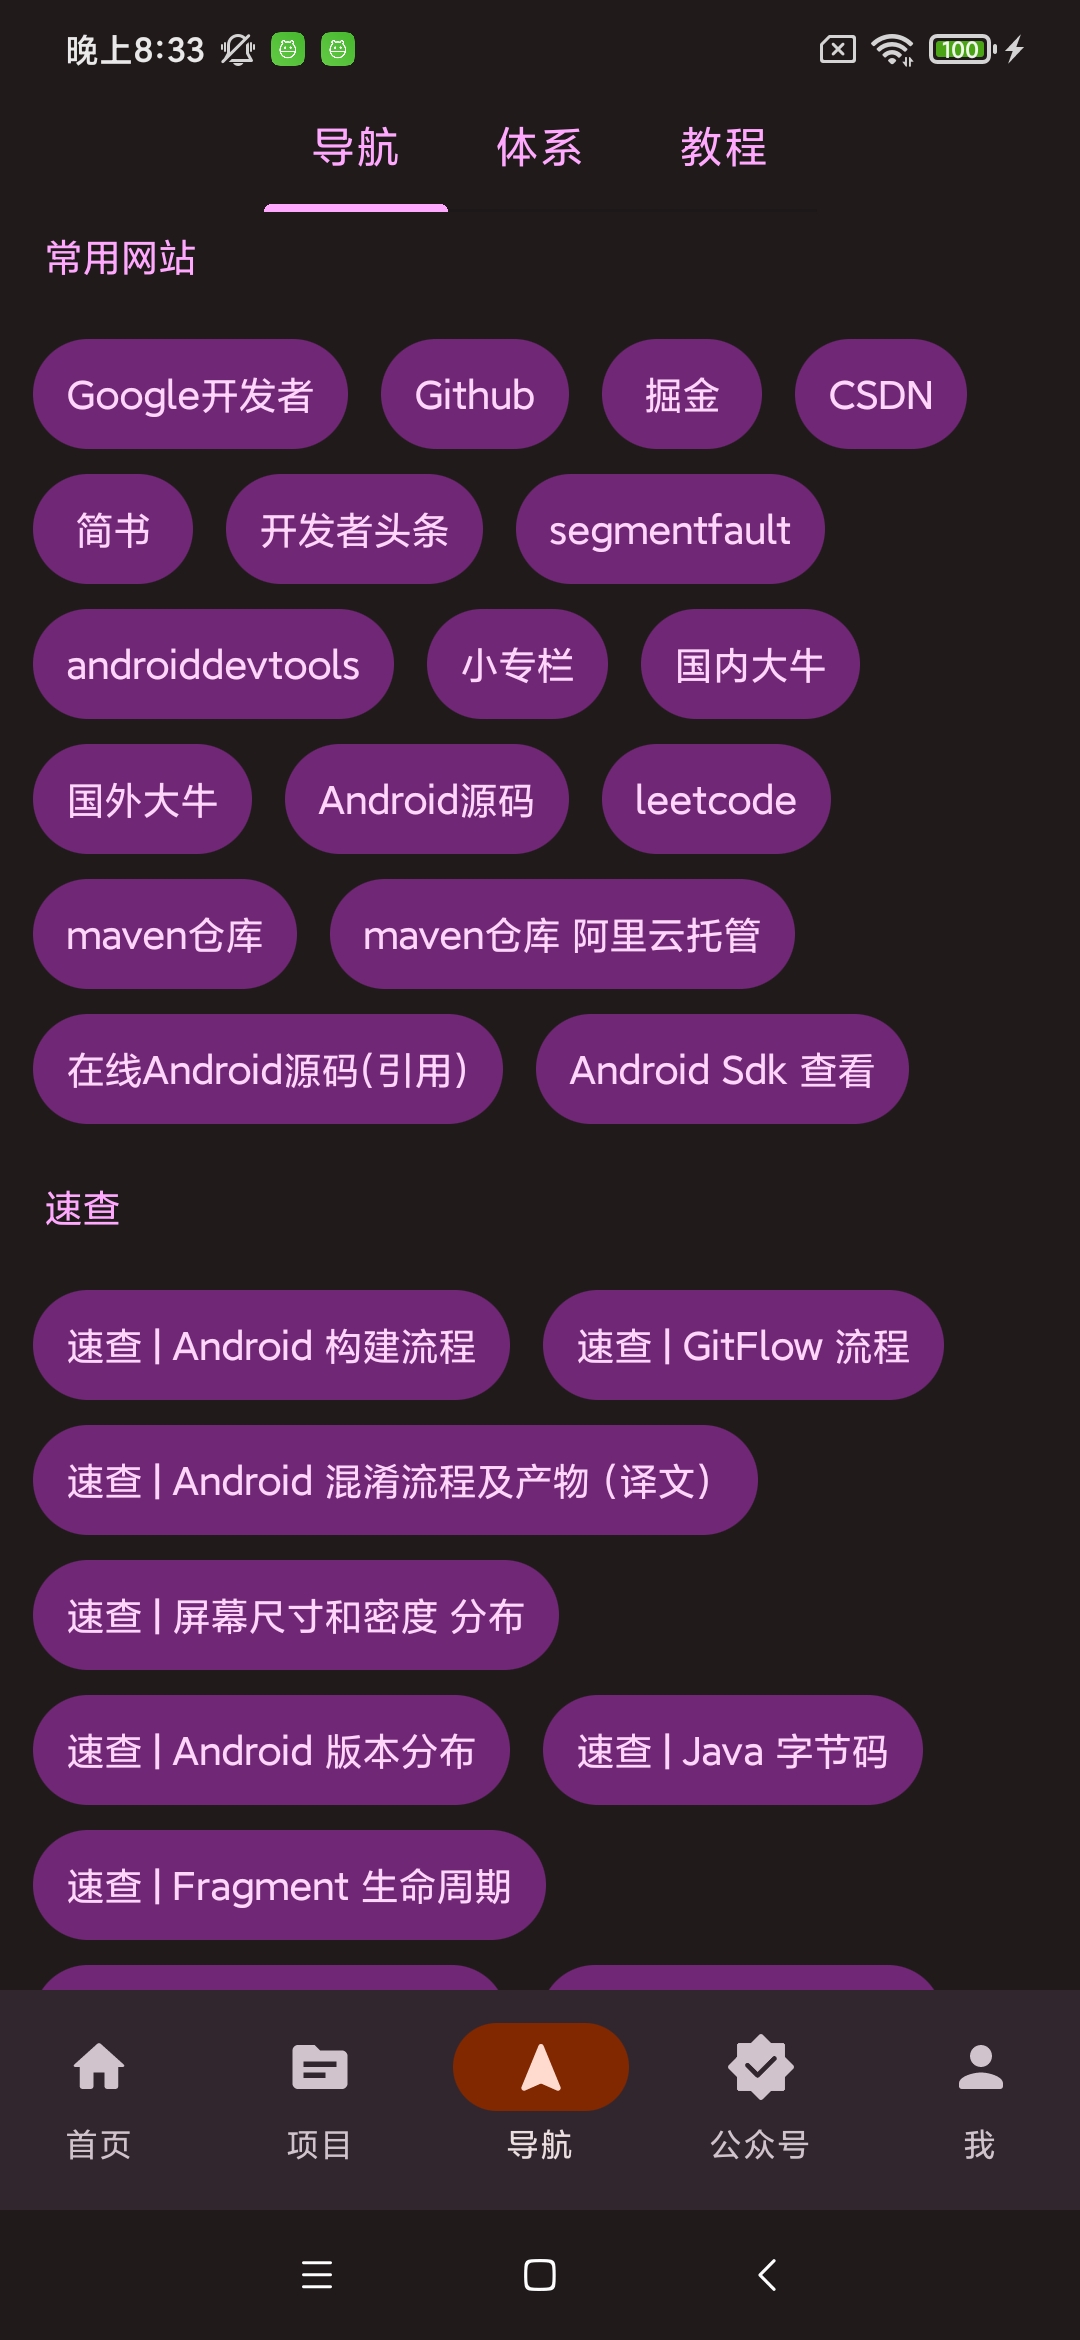 晚上8:33 100
导航 体系 教程
常用网站
Google开发者 Github 掘金 CSDN
简书 开发者头条 segmentfault
androiddevtools 小专栏 国内大牛
国外大牛 Android源码 leetcode
maven仓库 maven仓库 阿里云托管
在线Android源码(引用) Android Sdk 查看
速查
速查 | Android 构建流程 速查 | GitFlow 流程
速查 | Android 混淆流程及产物（译文）
速查 | 屏幕尺寸和密度 分布
速查 | Android 版本分布 速查 | Java 字节码
速查 | Fragment 生命周期
首页 项目 导航 公众号 我